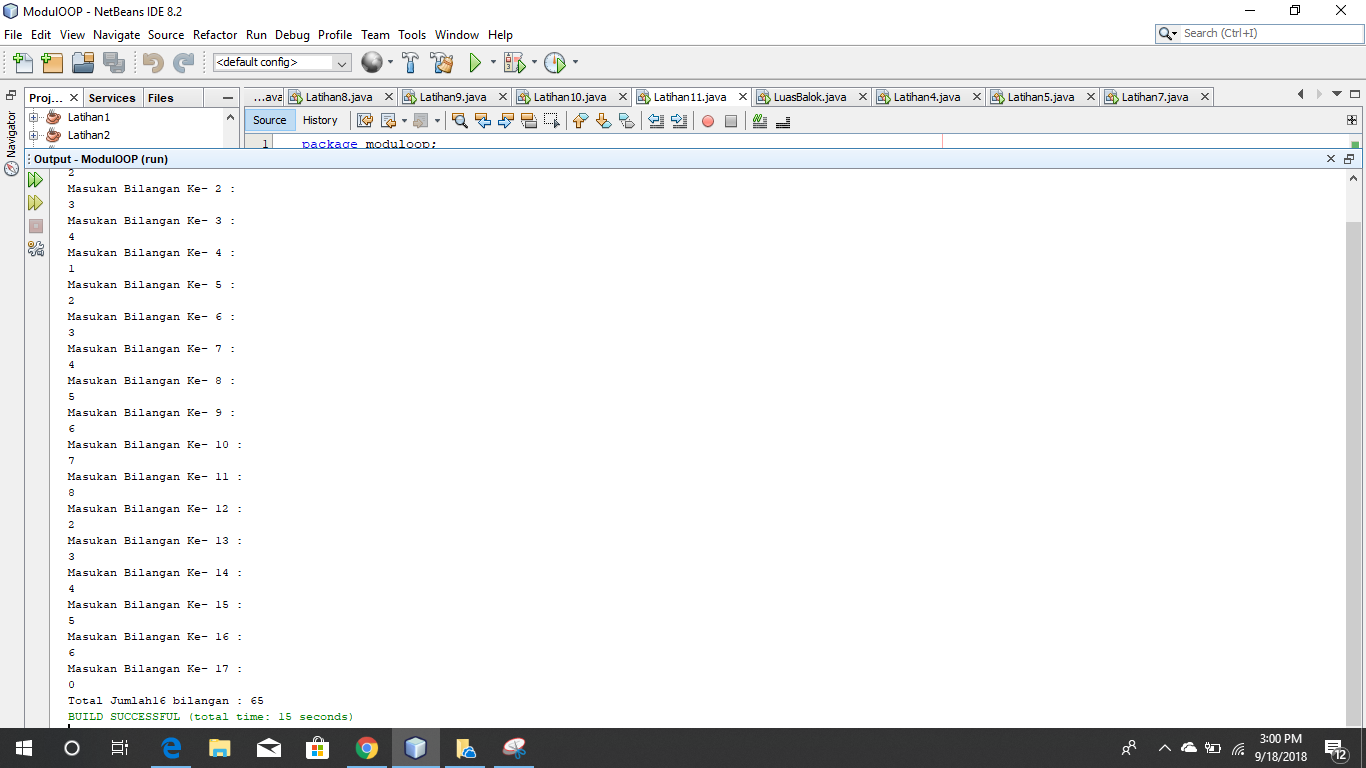 ModulOOP - NetBeans IDE 8.2
File Edit View Navigate Source Refactor Run Debug Profile Team Tools Window Help
Search (Ctrl+I)
<default config>
Proj... Services Files
...ava Latihan8.java Latihan9.java Latihan10.java Latihan11.java LuasBalok.java Latihan4.java Latihan5.java Latihan7.java
Navigator
Latihan1
Latihan2
Source History
1 package moduloop;
Output - ModulOOP (run)
2
Masukan Bilangan Ke- 2 :
3
Masukan Bilangan Ke- 3 :
4
Masukan Bilangan Ke- 4 :
1
Masukan Bilangan Ke- 5 :
2
Masukan Bilangan Ke- 6 :
3
Masukan Bilangan Ke- 7 :
4
Masukan Bilangan Ke- 8 :
5
Masukan Bilangan Ke- 9 :
6
Masukan Bilangan Ke- 10 :
7
Masukan Bilangan Ke- 11 :
8
Masukan Bilangan Ke- 12 :
2
Masukan Bilangan Ke- 13 :
3
Masukan Bilangan Ke- 14 :
4
Masukan Bilangan Ke- 15 :
5
Masukan Bilangan Ke- 16 :
6
Masukan Bilangan Ke- 17 :
0
Total Jumlah16 bilangan : 65
BUILD SUCCESSFUL (total time: 15 seconds)
3:00 PM
9/18/2018
12